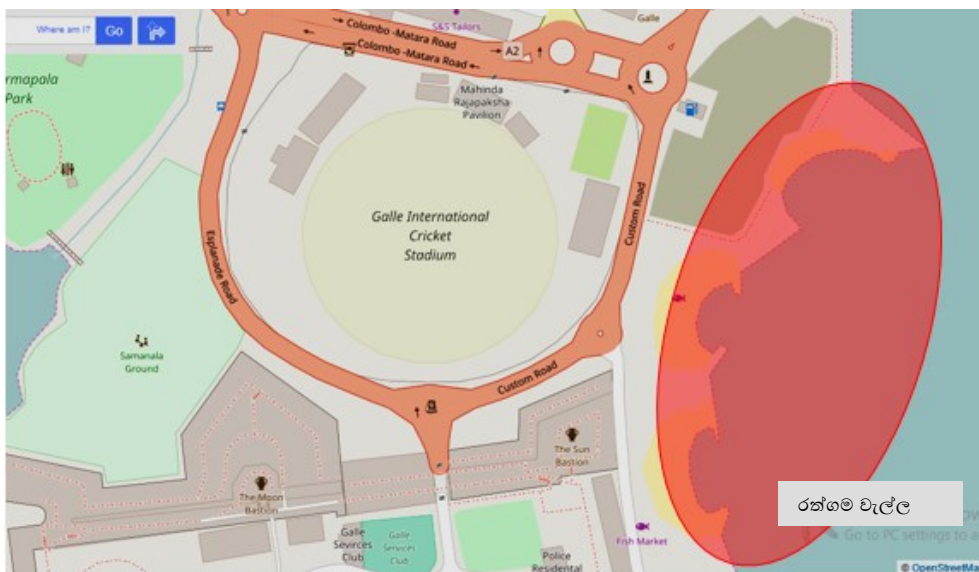 Where am I?
Go
rmapala
Park
S&S Tailors
Galle
Colombo -Matara Road
Colombo -Matara Road
A2
Mahinda
Rajapaksha
Pavilion
Galle International
Cricket
Stadium
Custom Road
Esplanade Road
Samanala
Ground
Custom Road
The Sun
Bastion
The Moon
Bastion
Galle
Sevirces
Club
Galle
Services
Club
Fish Market
Police
Residental
රත්ගම වැල්ල
Go to PC settings to a
© OpenStreetMa